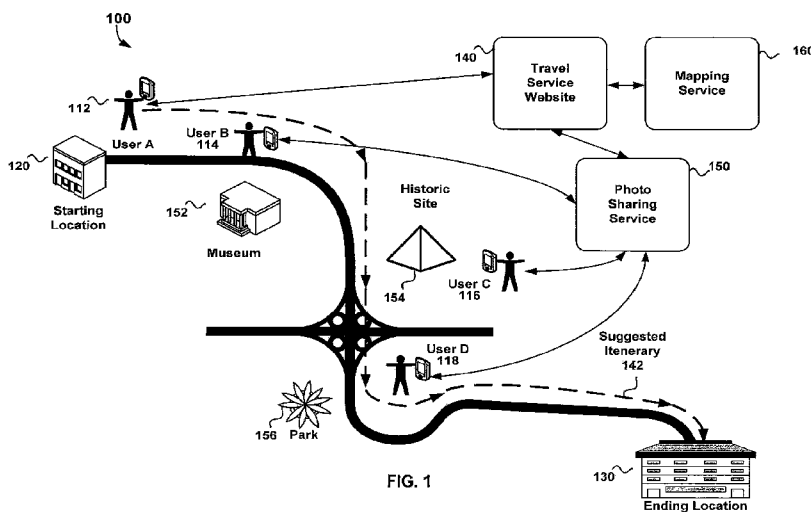 100
140
Travel
Service
Website
Mapping
Service
160
112
User A
User B
114
120
Starting
Location
152
Museum
Historic
Site
150
Photo
Sharing
Service
154
User C
116
User D
118
Suggested
Itenerary
142
156
Park
130
Ending Location
FIG. 1